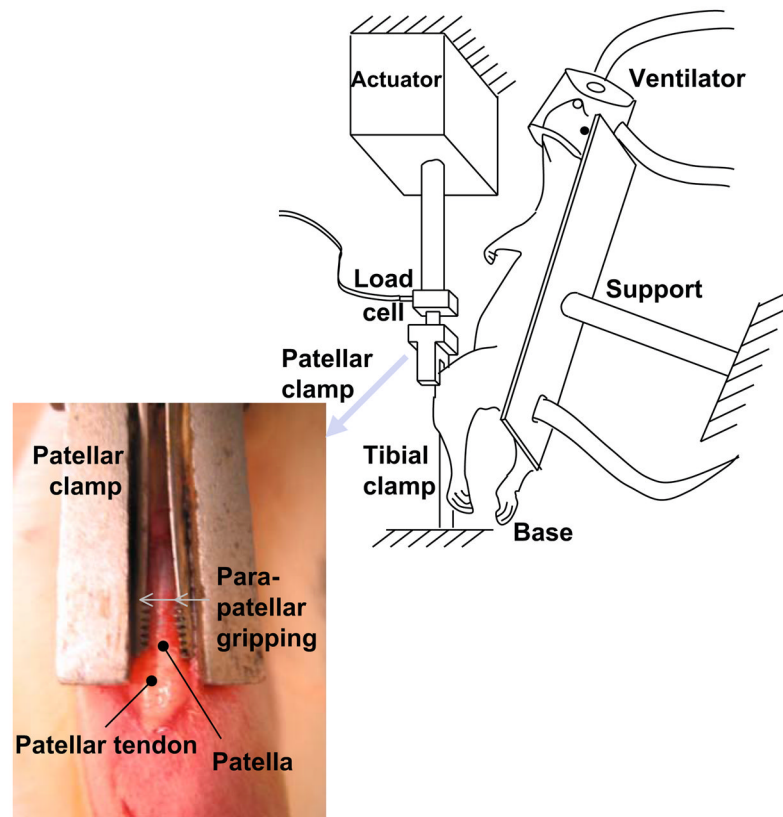 Actuator
Ventilator
Load
cell
Support
Patellar
clamp
Tibial
clamp
Base
Patellar
clamp
Para-
patellar
gripping
Patellar tendon
Patella